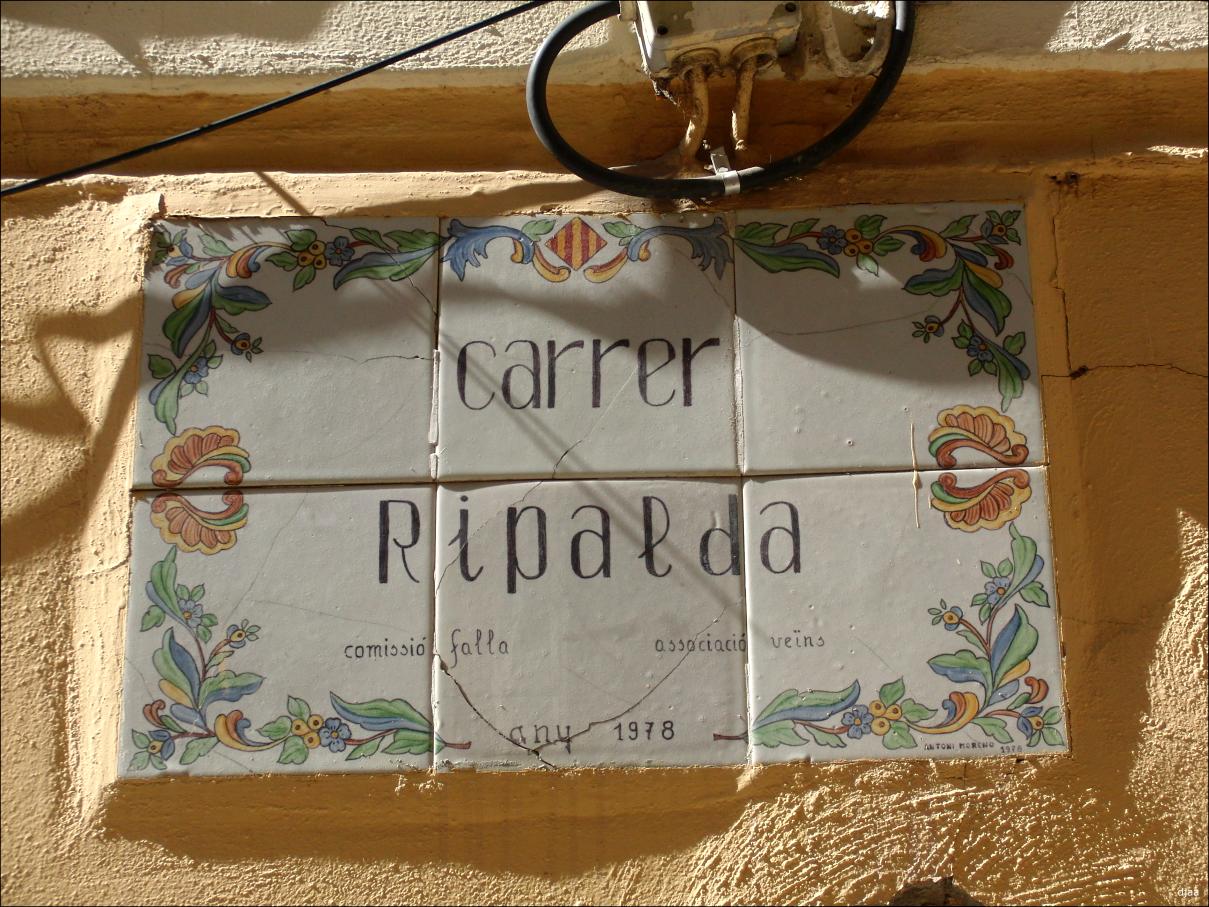 carrer
Ripalda
comissió falla associació veïns
any 1978
ANTONI MORENO 1978
djaa